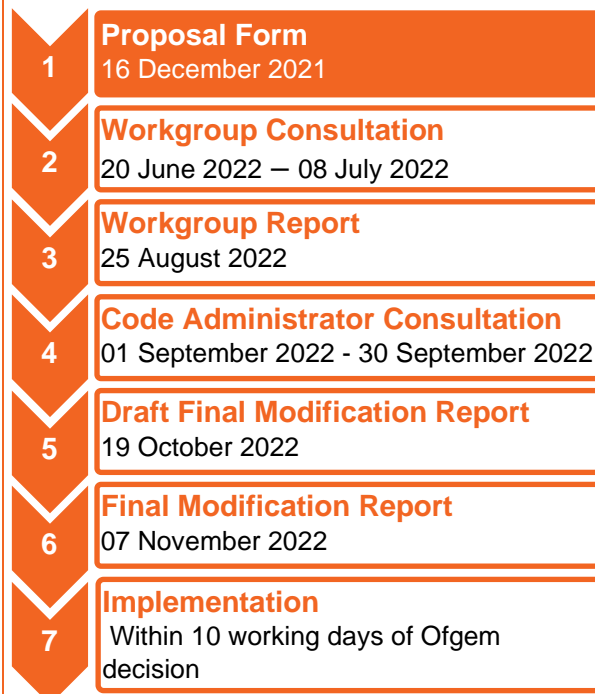 1
Proposal Form
16 December 2021
2
Workgroup Consultation
20 June 2022 – 08 July 2022
3
Workgroup Report
25 August 2022
4
Code Administrator Consultation
01 September 2022 - 30 September 2022
5
Draft Final Modification Report
19 October 2022
6
Final Modification Report
07 November 2022
7
Implementation
Within 10 working days of Ofgem
decision